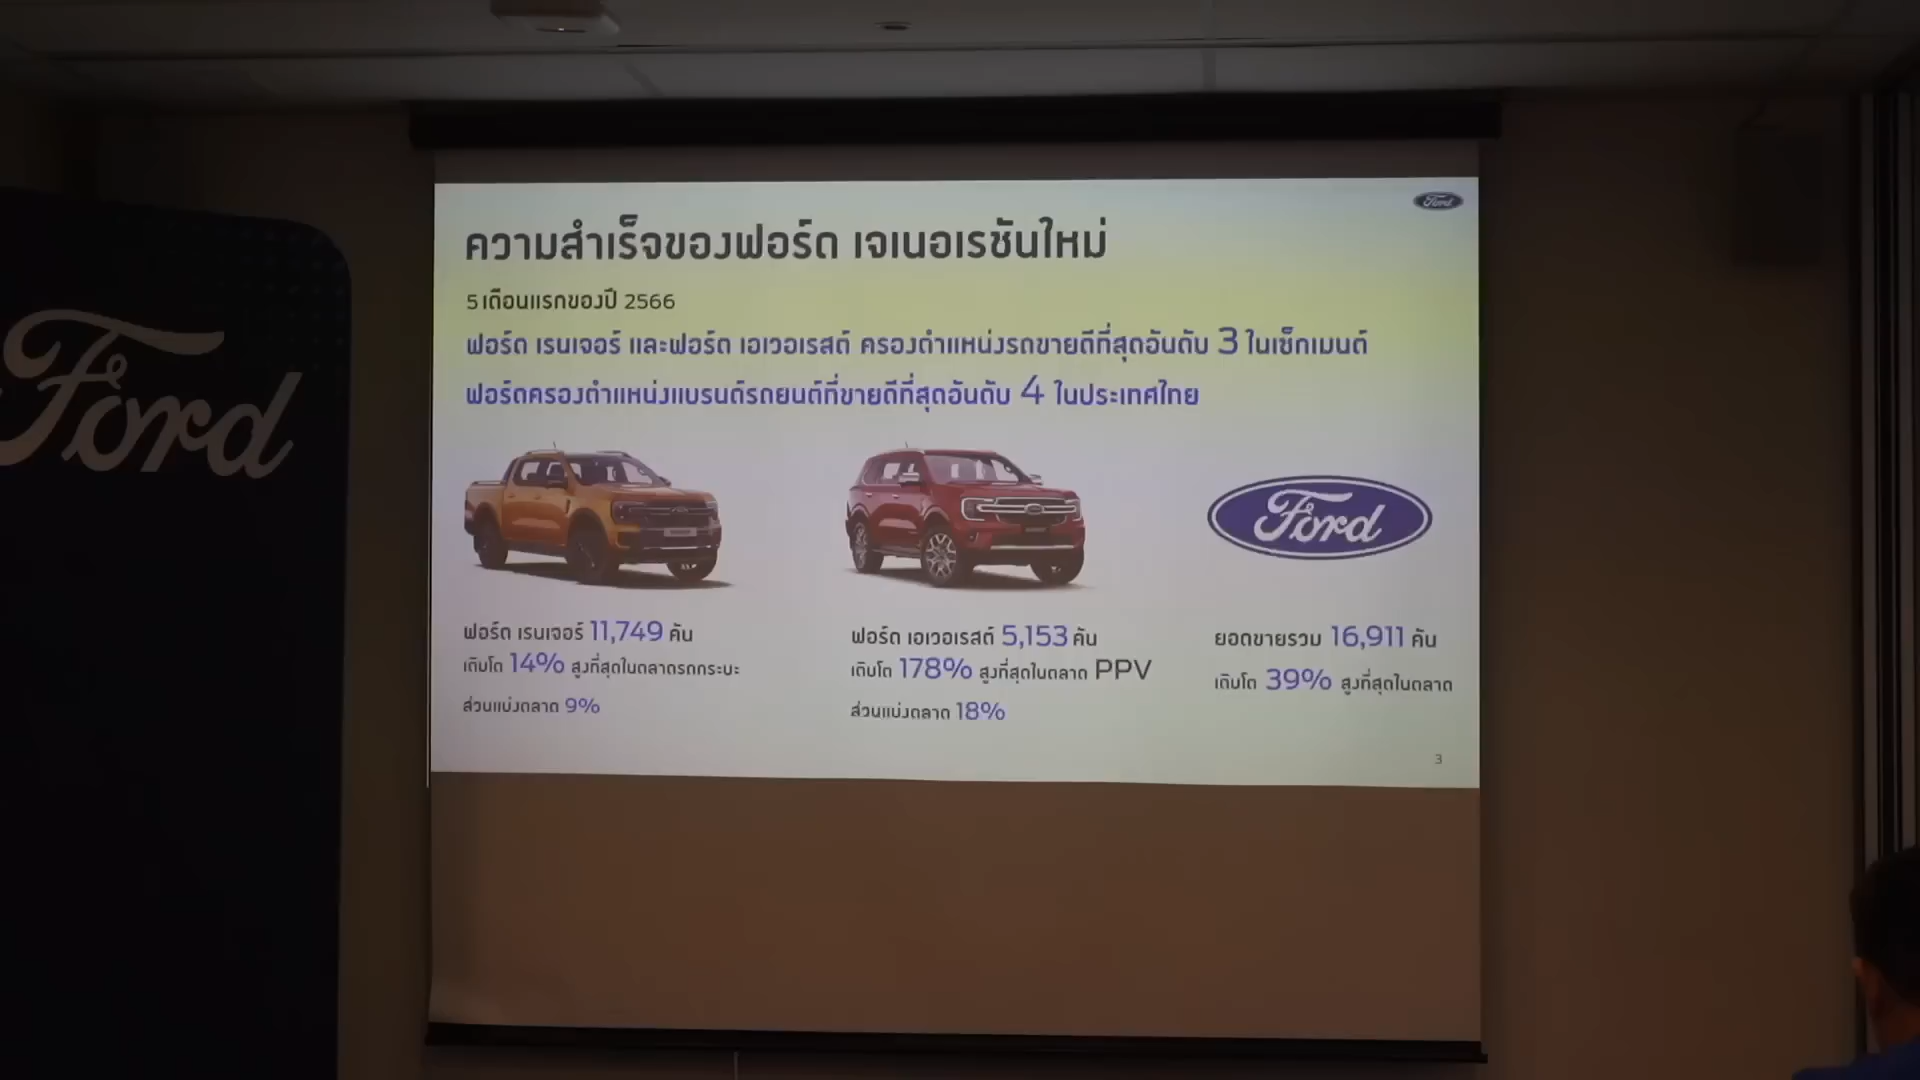 Ford
Ford
ความสำเร็จของฟอร์ด เจเนอเรชันใหม่
5 เดือนแรกของปี 2566
ฟอร์ด เรนเจอร์ และฟอร์ด เอเวอเรสต์ ครองตำแหน่งรถขายดีที่สุดอันดับ 3 ในเซ็กเมนต์
ฟอร์ดครองตำแหน่งแบรนด์รถยนต์ที่ขายดีที่สุดอันดับ 4 ในประเทศไทย
Ford
ฟอร์ด เรนเจอร์ 11,749 คัน
เติบโต 14% สูงที่สุดในตลาดรถกระบะ
ส่วนแบ่งตลาด 9%
ฟอร์ด เอเวอเรสต์ 5,153 คัน
เติบโต 178% สูงที่สุดในตลาด PPV
ส่วนแบ่งตลาด 18%
ยอดขายรวม 16,911 คัน
เติบโต 39% สูงที่สุดในตลาด
3